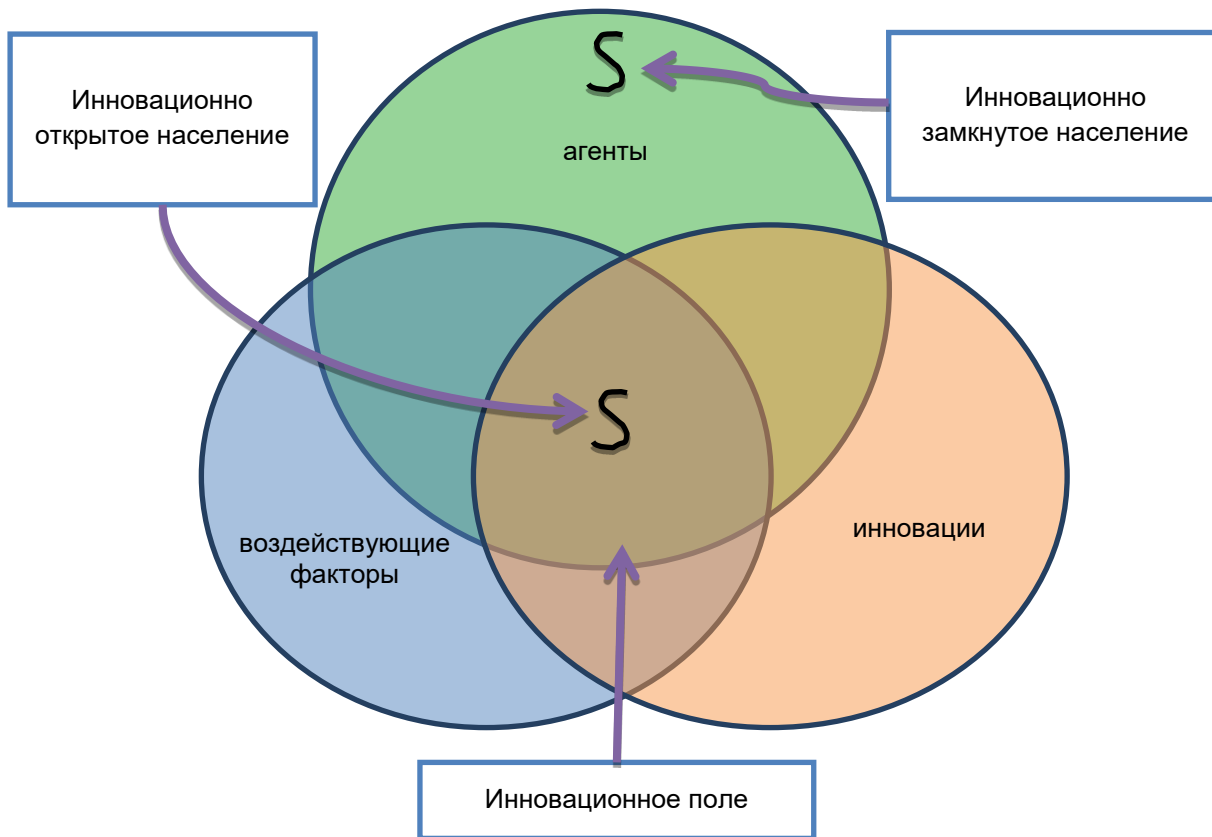 Инновационно
открытое население
S
Инновационно
замкнутое население
агенты
S
воздействующие
факторы
инновации
Инновационное поле